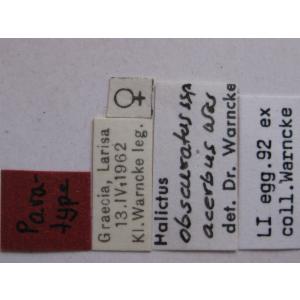 Para-
type
♀
Graecia, Larisa
13.IV.1962
Kl. Warncke leg.
Halictus
obscuratus ssp
acerbus
det. Dr. Warncke
LI egg.92 ex
coll.Warncke